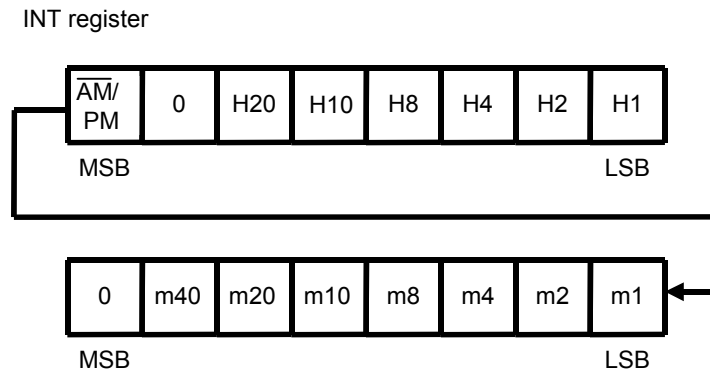 INT register
A̅M̅/
PM 0 H20 H10 H8 H4 H2 H1
MSB LSB
0 m40 m20 m10 m8 m4 m2 m1
MSB LSB